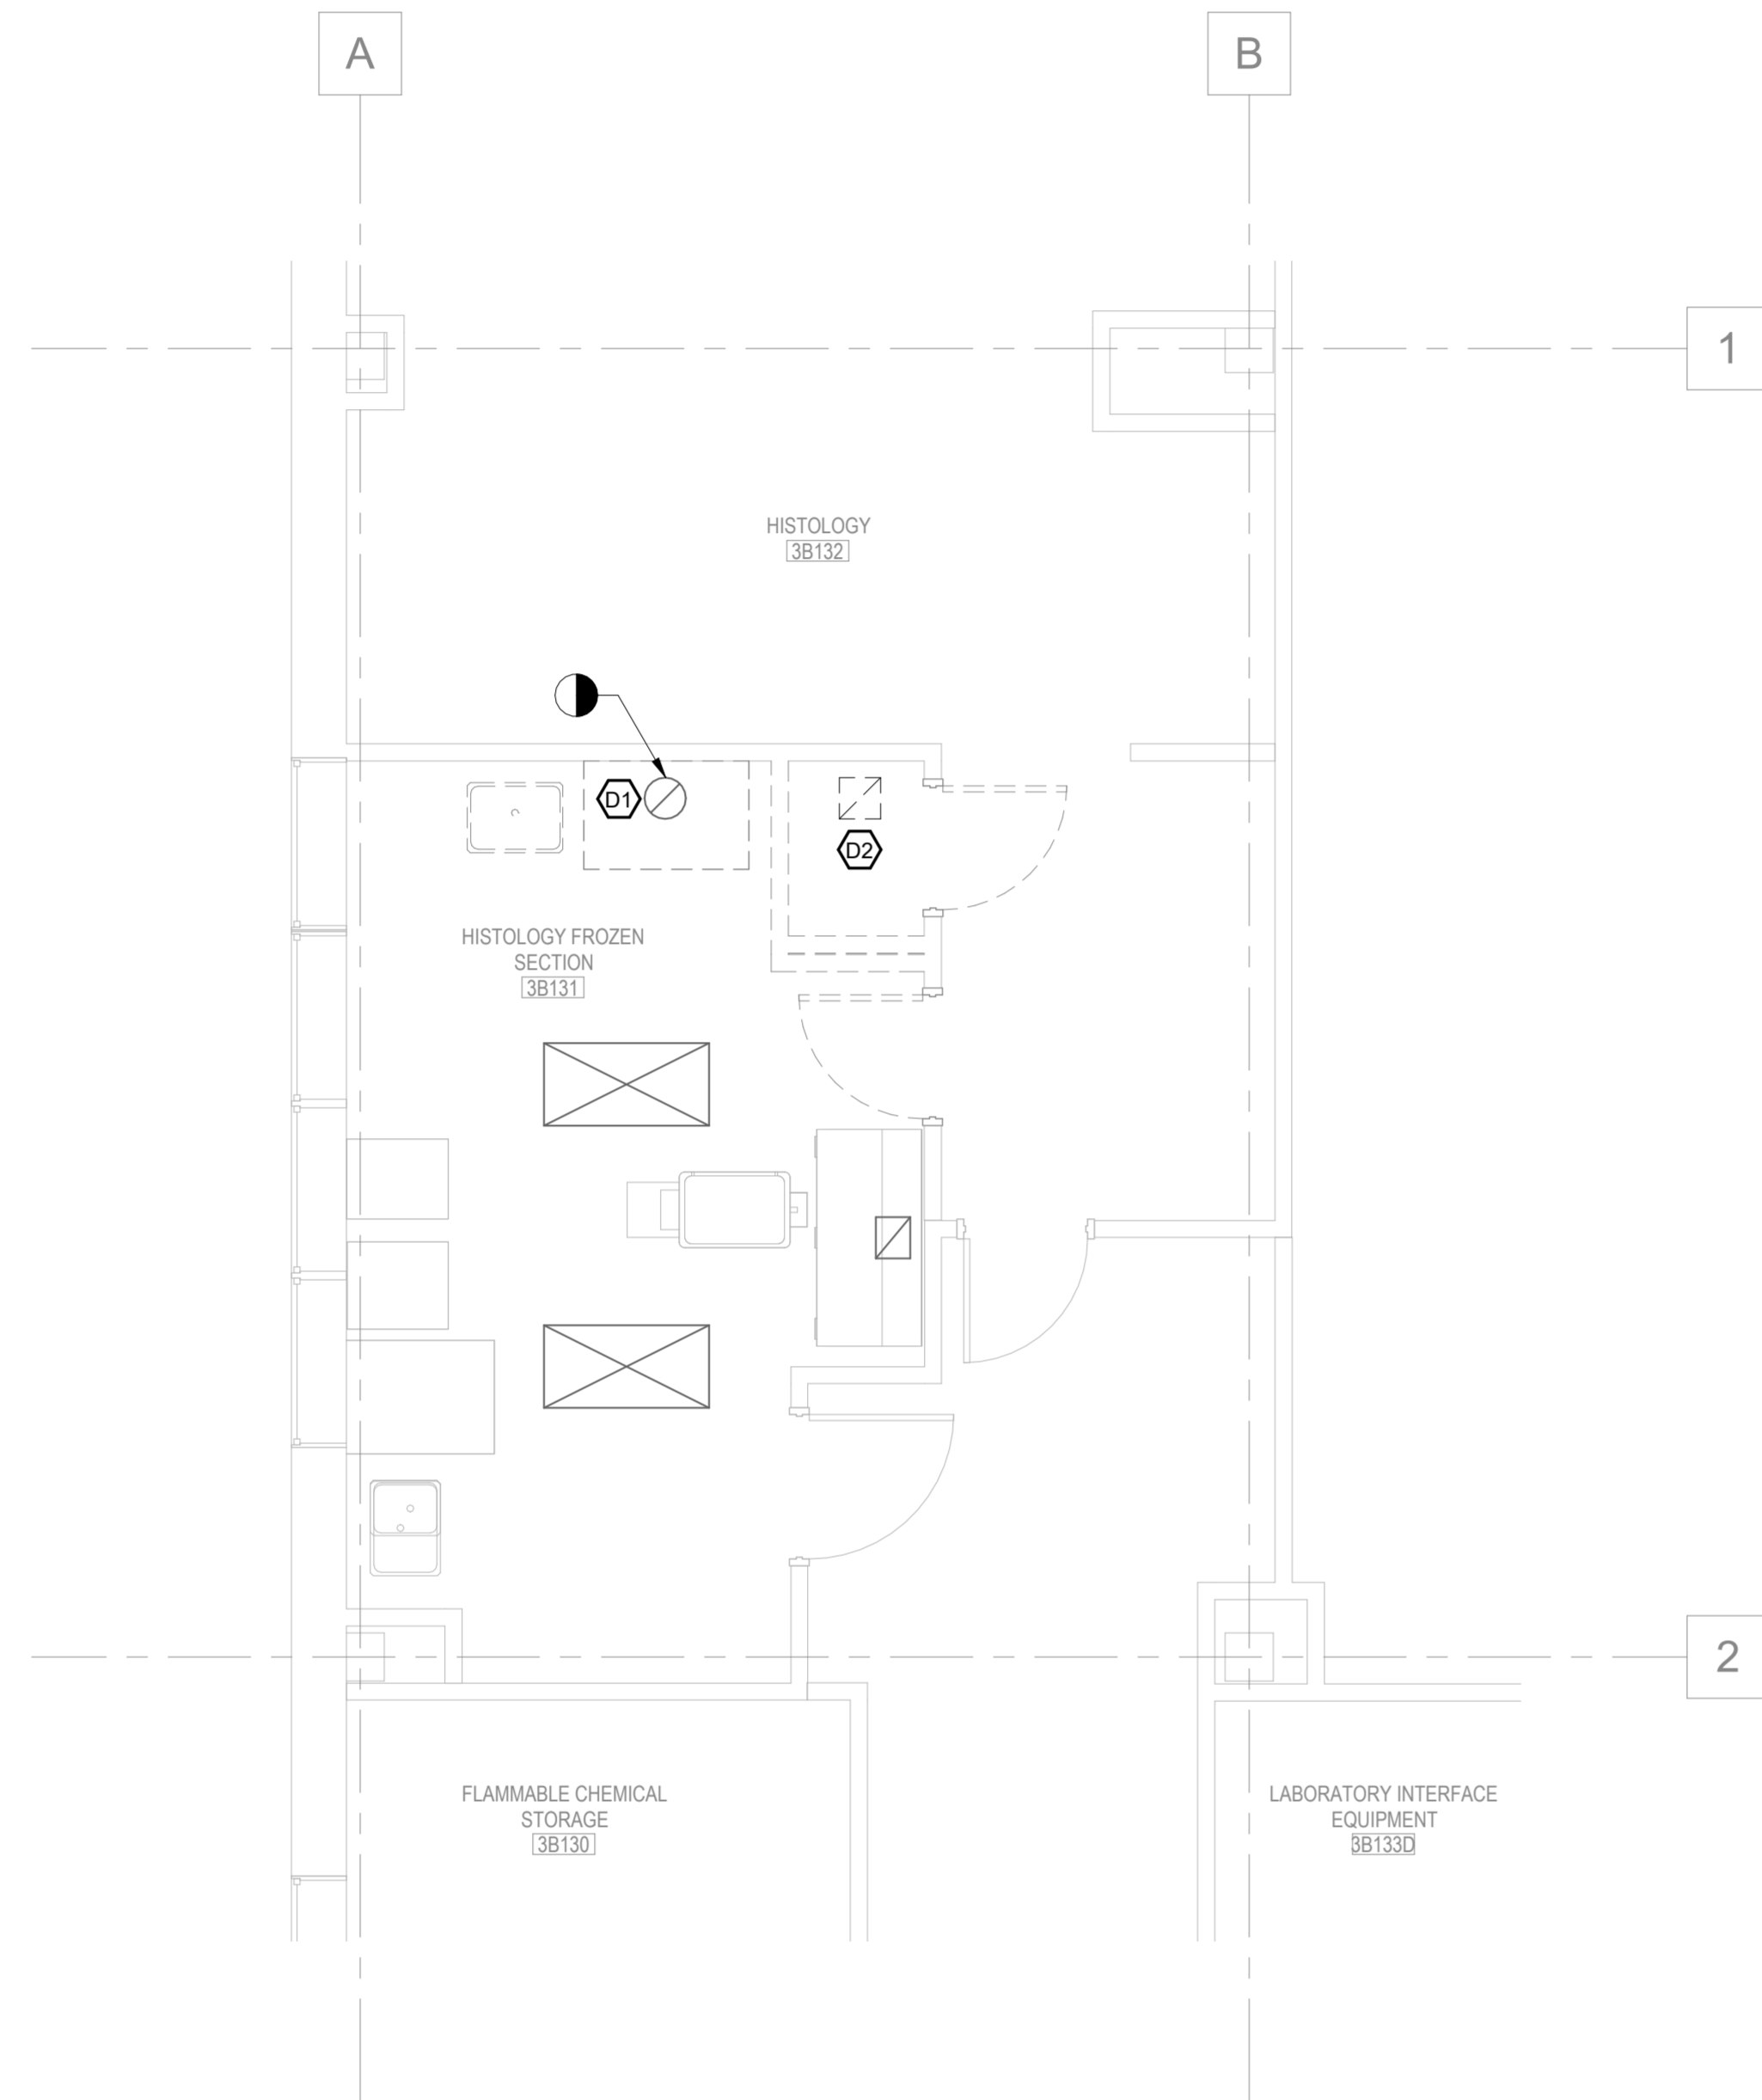 A
B
1
HISTOLOGY
3B132
D1
D2
HISTOLOGY FROZEN
SECTION
3B131
2
FLAMMABLE CHEMICAL
STORAGE
3B130
LABORATORY INTERFACE
EQUIPMENT
3B133D